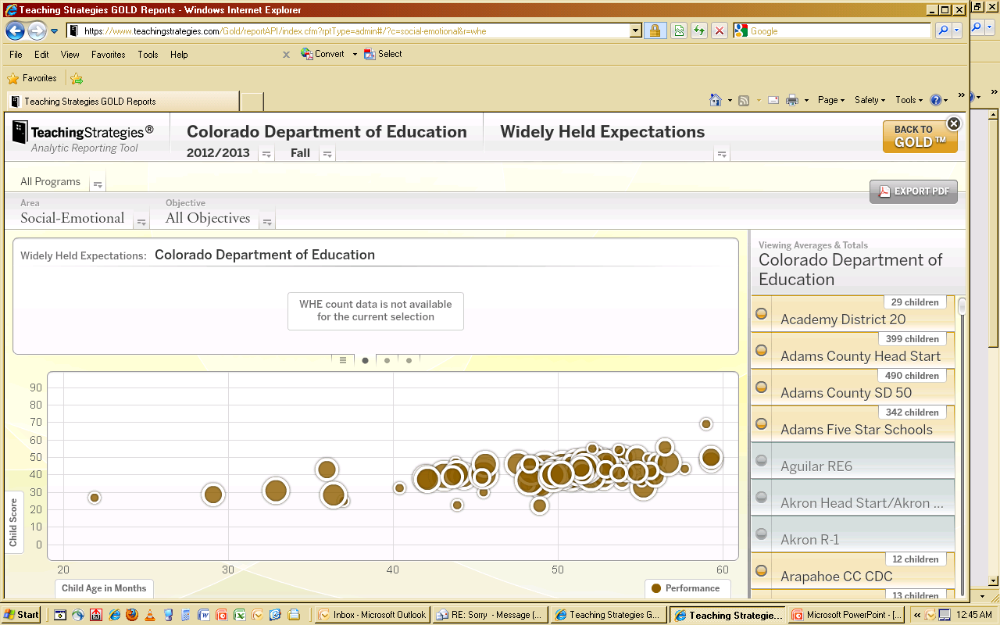 Teaching Strategies GOLD Reports - Windows Internet Explorer
https://www.teachingstrategies.com/Gold/reportAPI/index.cfm?rptType=admin#/?c=social-emotional&r=whe
Google
File Edit View Favorites Tools Help
x Convert Select
Favorites
Teaching Strategies GOLD Reports
Page Safety Tools
TeachingStrategies®
Analytic Reporting Tool
Colorado Department of Education
2012/2013 Fall
Widely Held Expectations
BACK TO
GOLD™
All Programs
EXPORT PDF
Area
Social-Emotional
Objective
All Objectives
Widely Held Expectations: Colorado Department of Education
WHE count data is not available
for the current selection
90
80
70
60
50
40
30
20
10
0
Child Score
20 30 40 50 60
Child Age in Months
Performance
Viewing Averages & Totals
Colorado Department of
Education
29 children
Academy District 20
399 children
Adams County Head Start
490 children
Adams County SD 50
342 children
Adams Five Star Schools
Aguilar RE6
Akron Head Start/Akron ...
Akron R-1
12 children
Arapahoe CC CDC
13 children
Start
Inbox - Microsoft Outlook
RE: Sorry - Message (...
Teaching Strategies G...
Teaching Strategie...
Microsoft PowerPoint - [...
12:45 AM